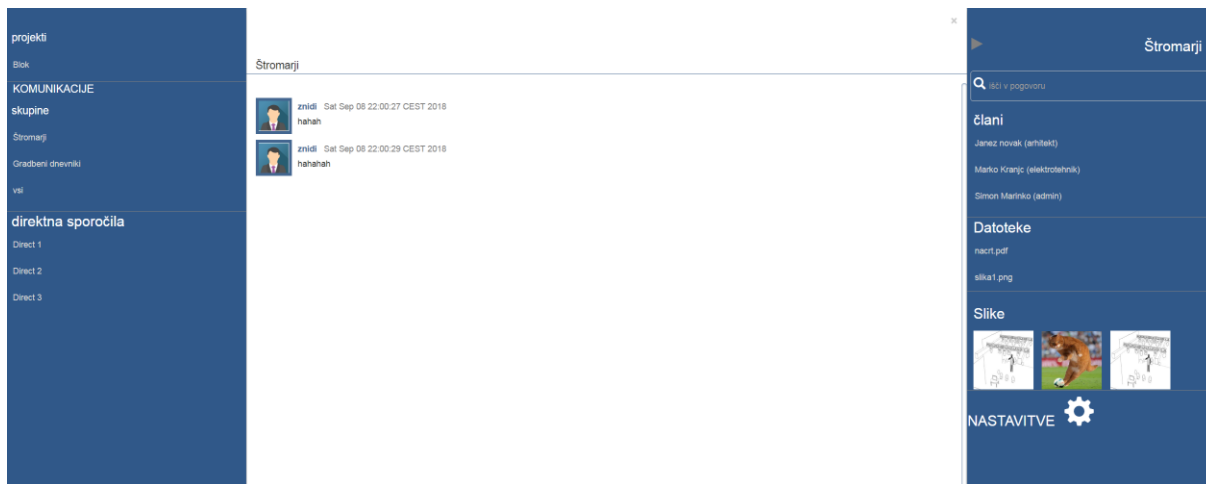 projekti
Blok
KOMUNIKACIJE
skupine
Štromarji
Gradbeni dnevniki
vsi
direktna sporočila
Direct 1
Direct 2
Direct 3
×
Štromarji
znidi Sat Sep 08 22:00:27 CEST 2018
hahah
znidi Sat Sep 08 22:00:29 CEST 2018
hahahah
Štromarji
Išči v pogovoru
člani
Janez novak (arhitekt)
Marko Kranjc (elektrotehnik)
Simon Marinko (admin)
Datoteke
nacrt.pdf
slika1.png
Slike
NASTAVITVE